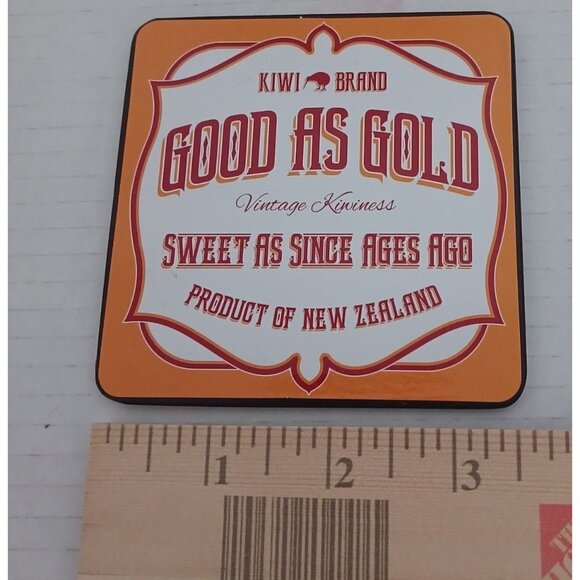 KIWI BRAND
GOOD AS GOLD
Vintage Kiwiness
SWEET AS SINCE AGES AGO
PRODUCT OF NEW ZEALAND
1 2 3